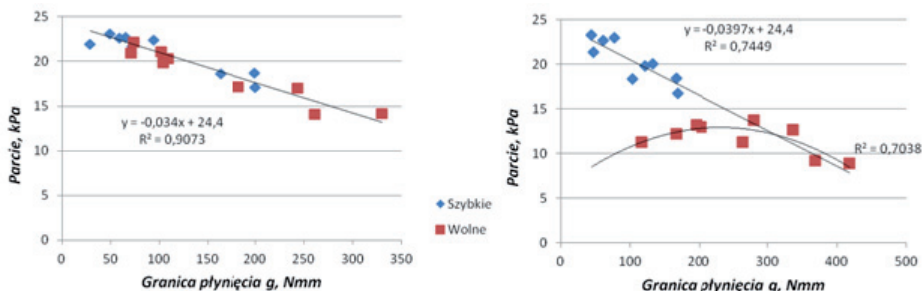 Parcie, kPa
25
20
15
10
5
0
y = -0,034x + 24,4
R² = 0,9073
0 50 100 150 200 250 300 350
Granica płynięcia g, Nmm
Szybkie
Wolne
Parcie, kPa
25
20
15
10
5
0
y = -0,0397x + 24,4
R² = 0,7449
R² = 0,7038
0 100 200 300 400 500
Granica płynięcia g, Nmm